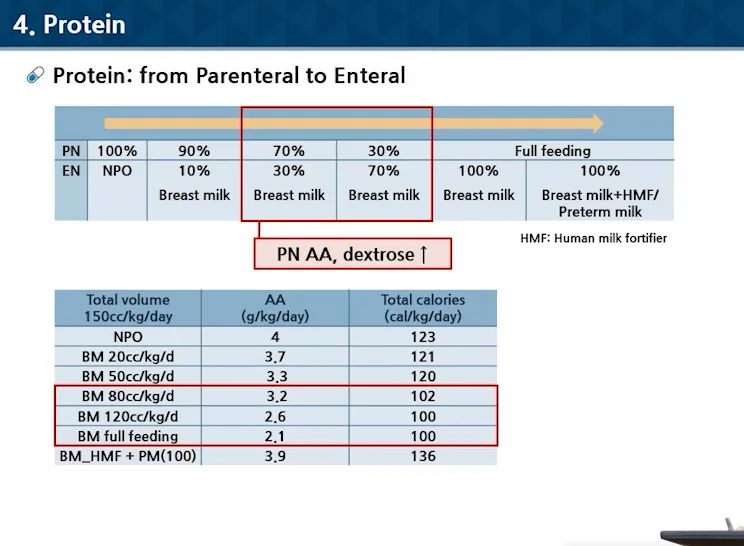 4. Protein
Protein: from Parenteral to Enteral
PN 100% 90% 70% 30% Full feeding
EN NPO 10% 30% 70% 100% 100%
Breast milk Breast milk Breast milk Breast milk Breast milk+HMF/
Preterm milk
HMF: Human milk fortifier
PN AA, dextrose↑
Total volume AA Total calories
150cc/kg/day (g/kg/day) (cal/kg/day)
NPO 4 123
BM 20cc/kg/d 3.7 121
BM 50cc/kg/d 3.3 120
BM 80cc/kg/d 3.2 102
BM 120cc/kg/d 2.6 100
BM full feeding 2.1 100
BM_HMF + PM(100) 3.9 136